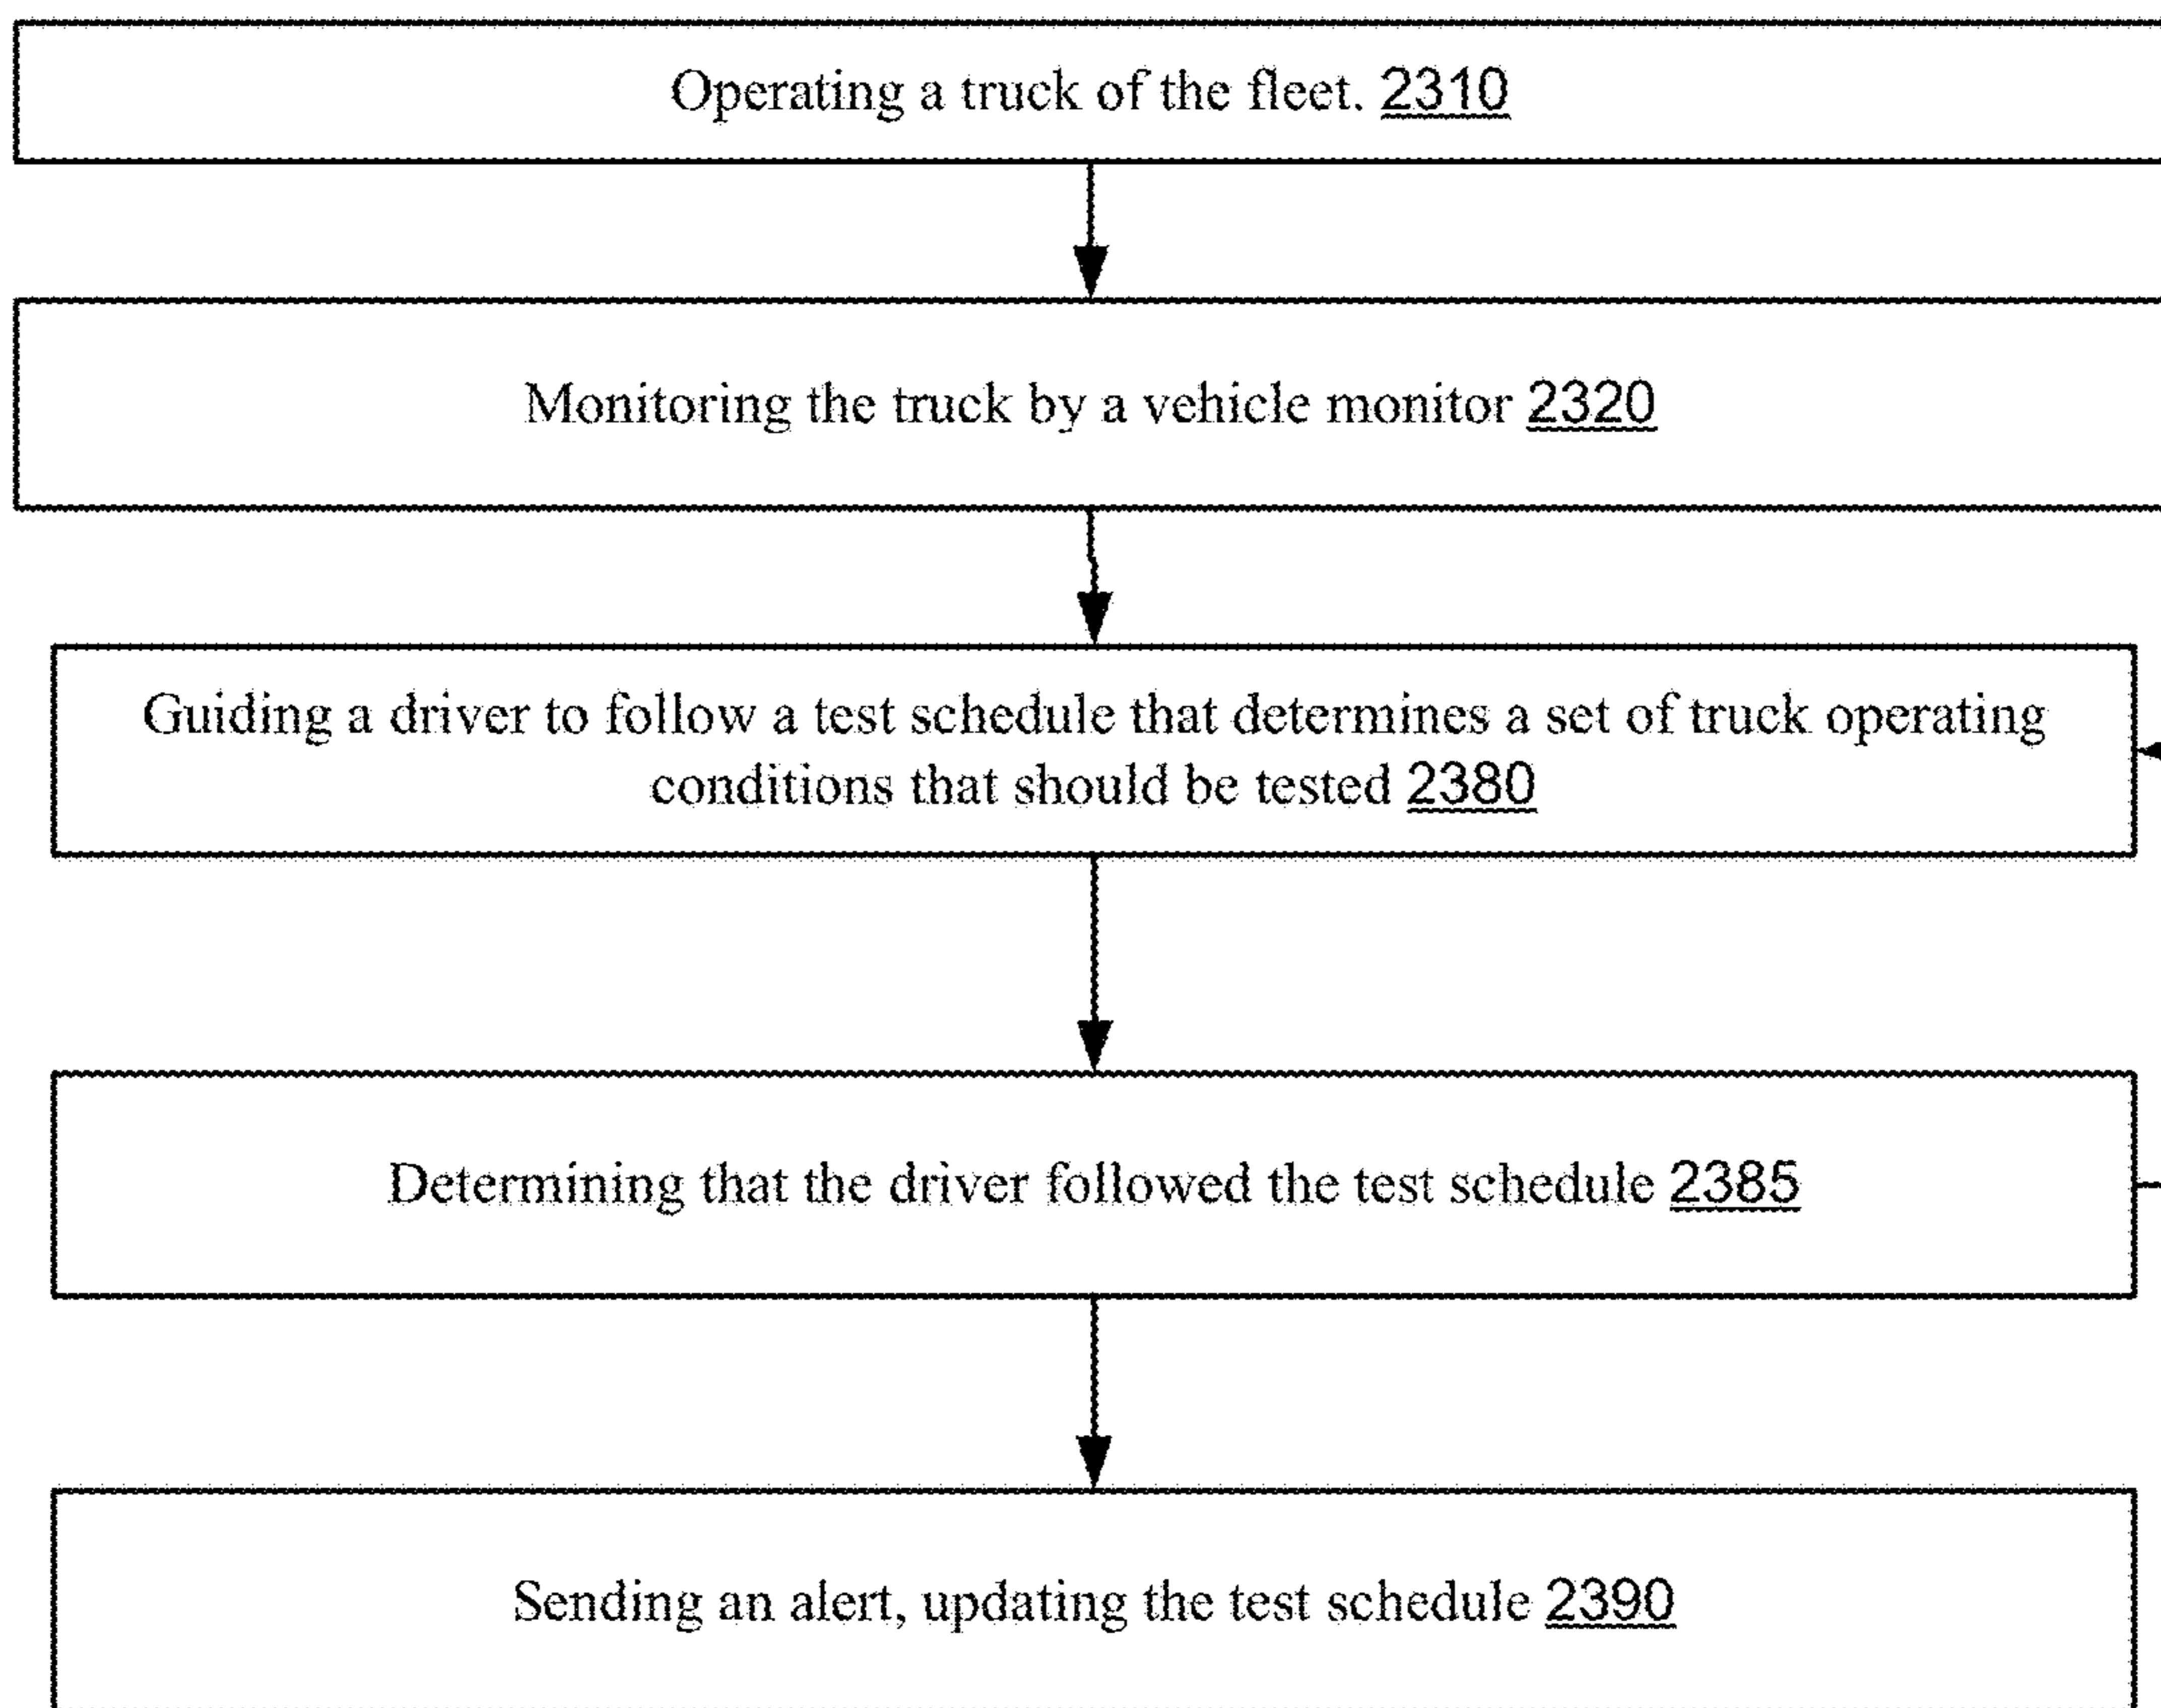 Operating a truck of the fleet. 2310
Monitoring the truck by a vehicle monitor 2320
Guiding a driver to follow a test schedule that determines a set of truck operating
conditions that should be tested 2380
Determining that the driver followed the test schedule 2385
Sending an alert, updating the test schedule 2390